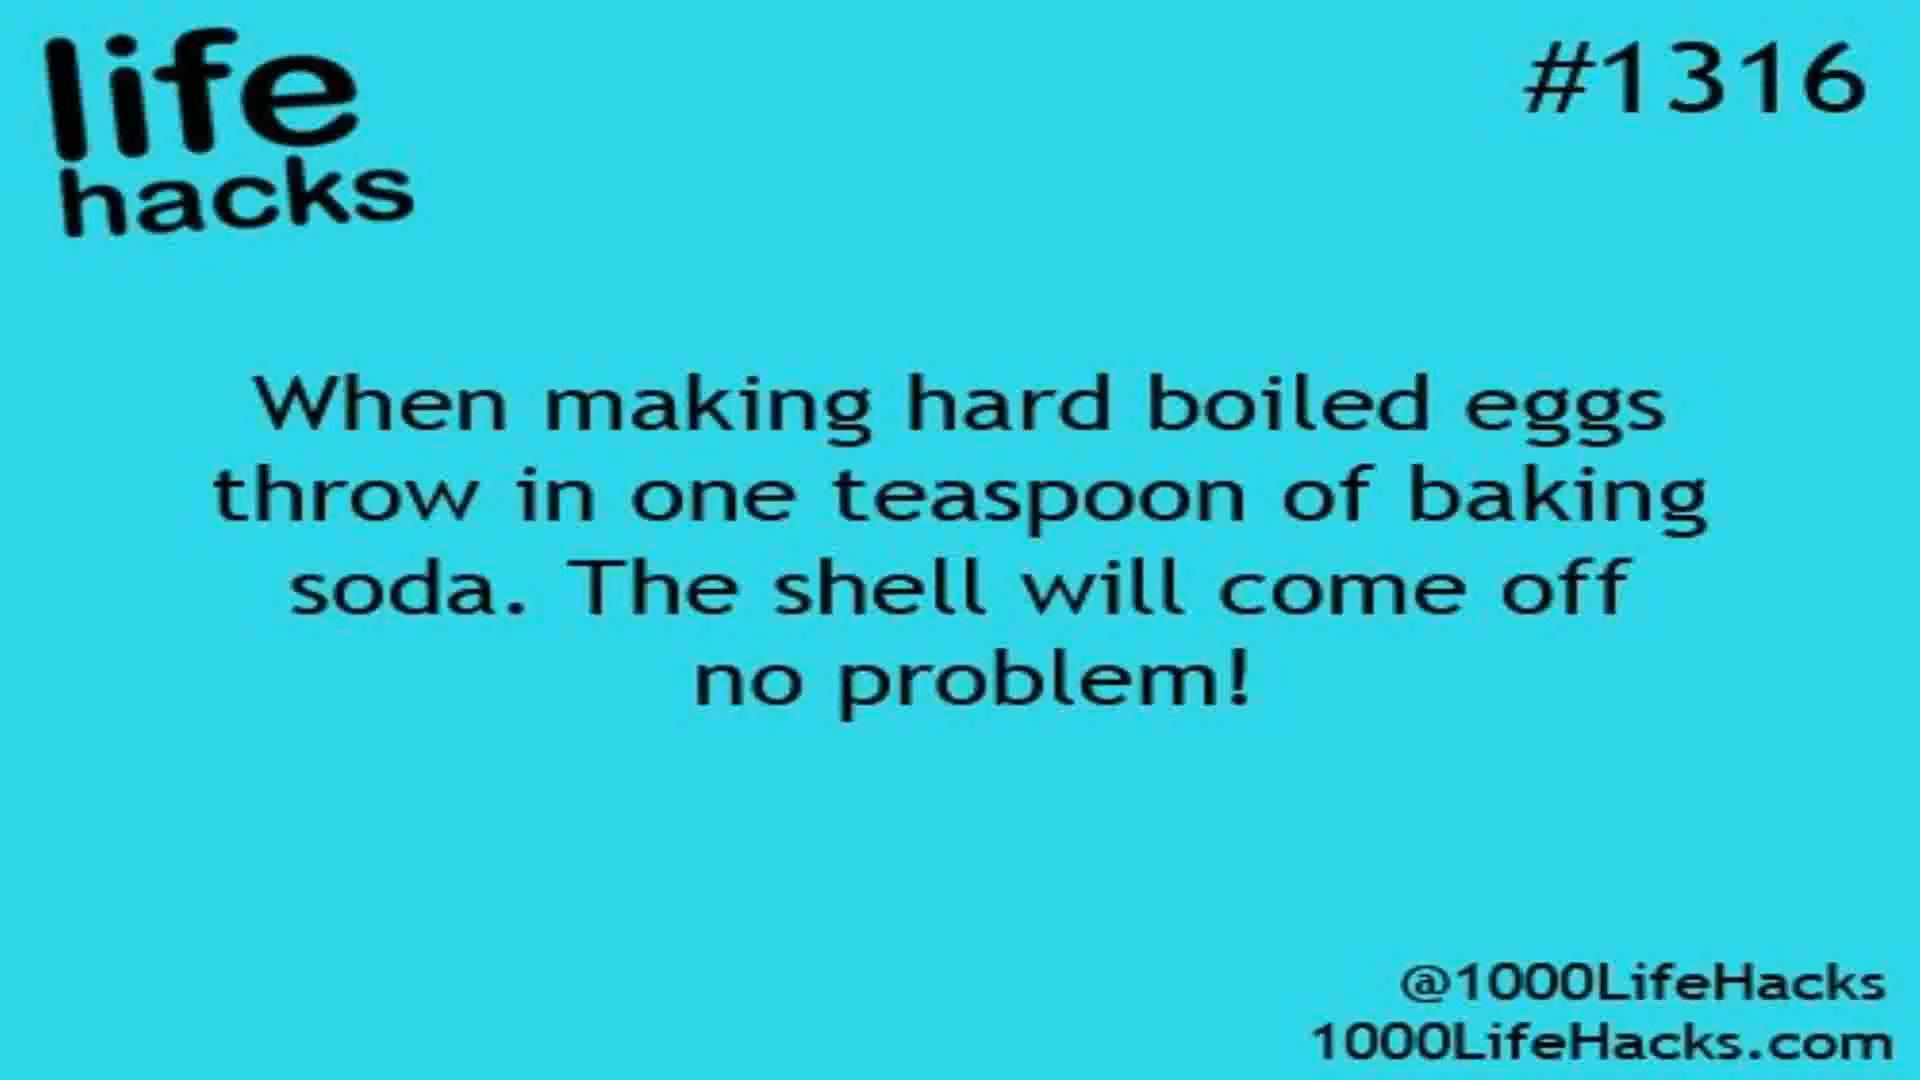 life
hacks
#1316
When making hard boiled eggs
throw in one teaspoon of baking
soda. The shell will come off
no problem!
@1000LifeHacks
1000LifeHacks.com